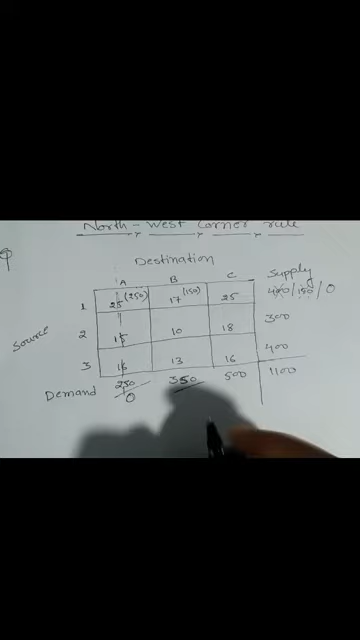 North-West Corner rule
Q
Destination
A B C Supply
1 25 (250) 17 (150) 25 400/150/0
Source 2 15 10 18 300
3 16 13 16 400
Demand 250 350 500 1100
0